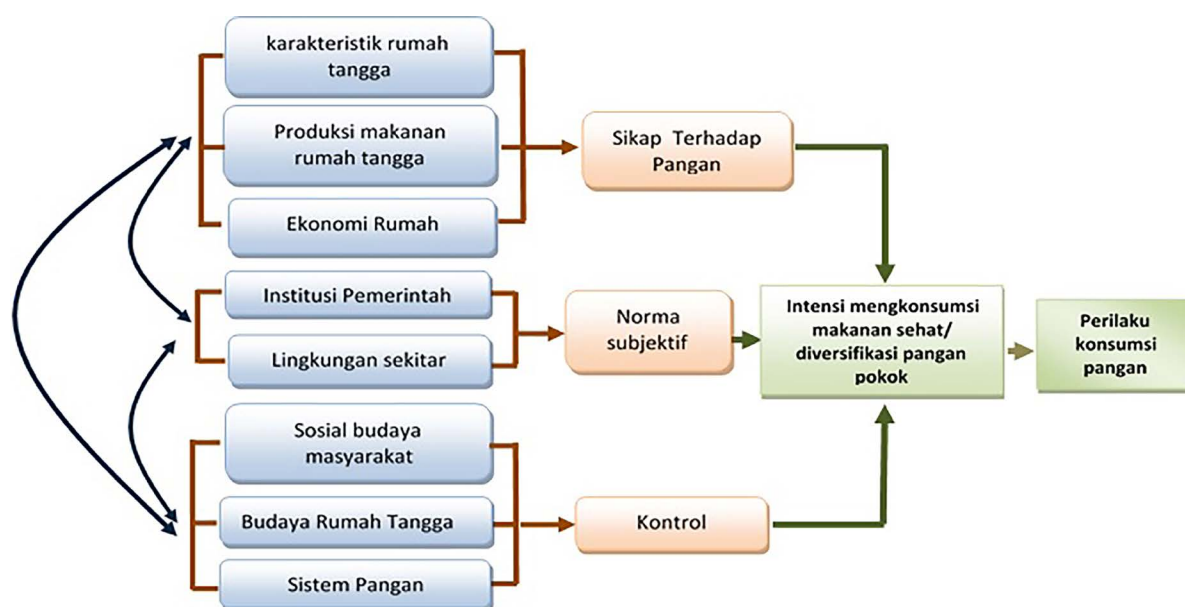 karakteristik rumah
tangga
Produksi makanan
rumah tangga
Ekonomi Rumah
Sikap Terhadap
Pangan
Institusi Pemerintah
Lingkungan sekitar
Norma
subjektif
Intensi mengkonsumsi
makanan sehat/
diversifikasi pangan
pokok
Perilaku
konsumsi
pangan
Sosial budaya
masyarakat
Budaya Rumah Tangga
Sistem Pangan
Kontrol